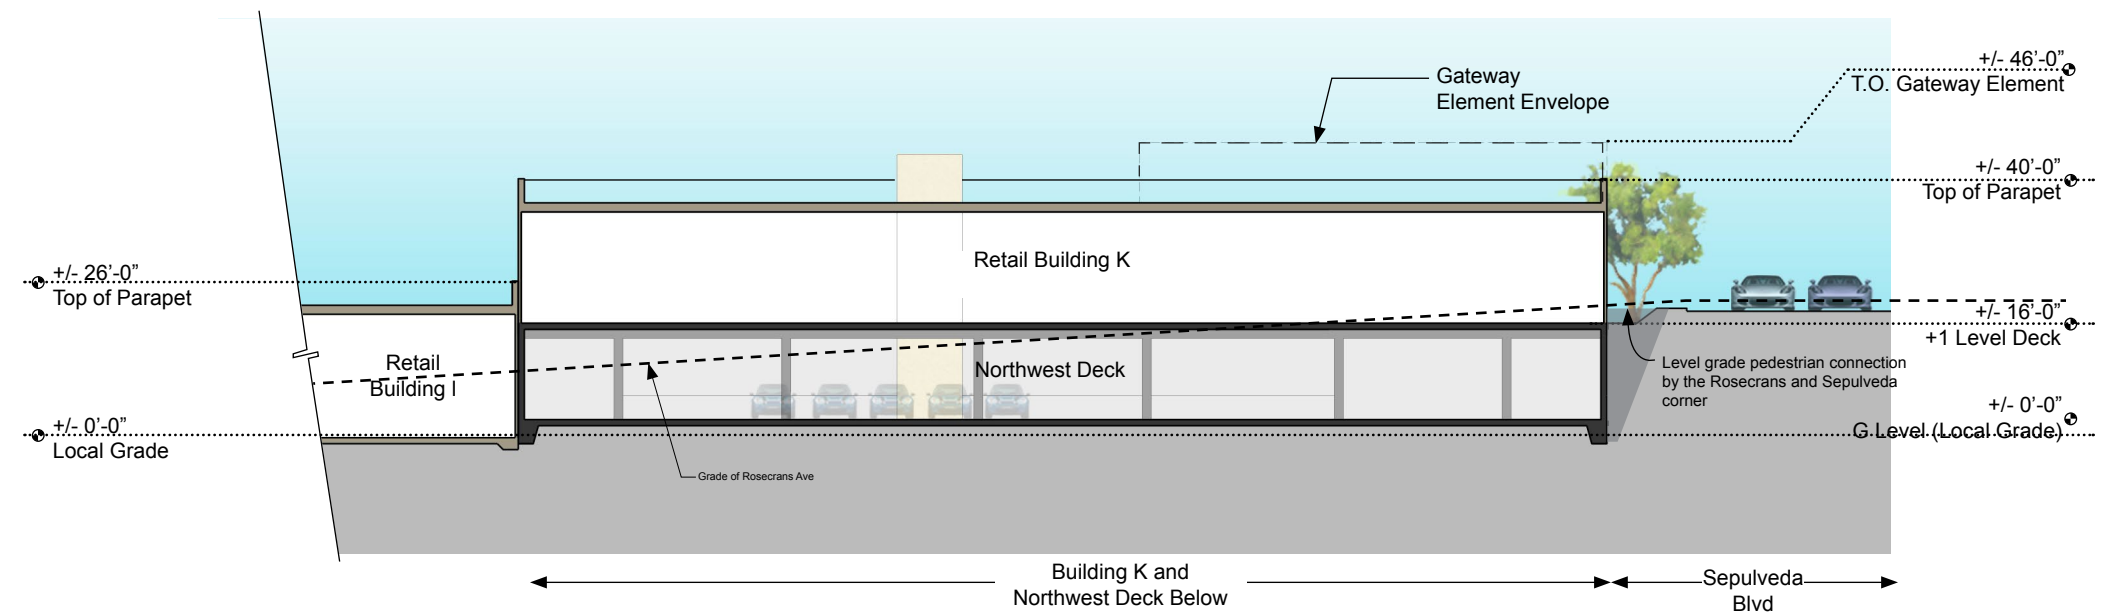 +/- 46’-0”
T.O. Gateway Element
Gateway
Element Envelope
+/- 40’-0”
Top of Parapet
Retail Building K
+/- 26’-0”
Top of Parapet
+/- 16’-0”
+1 Level Deck
Retail
Building I
Northwest Deck
Level grade pedestrian connection
by the Rosecrans and Sepulveda
corner
+/- 0’-0”
G Level (Local Grade)
+/- 0’-0”
Local Grade
Grade of Rosecrans Ave
Building K and
Northwest Deck Below
Sepulveda
Blvd